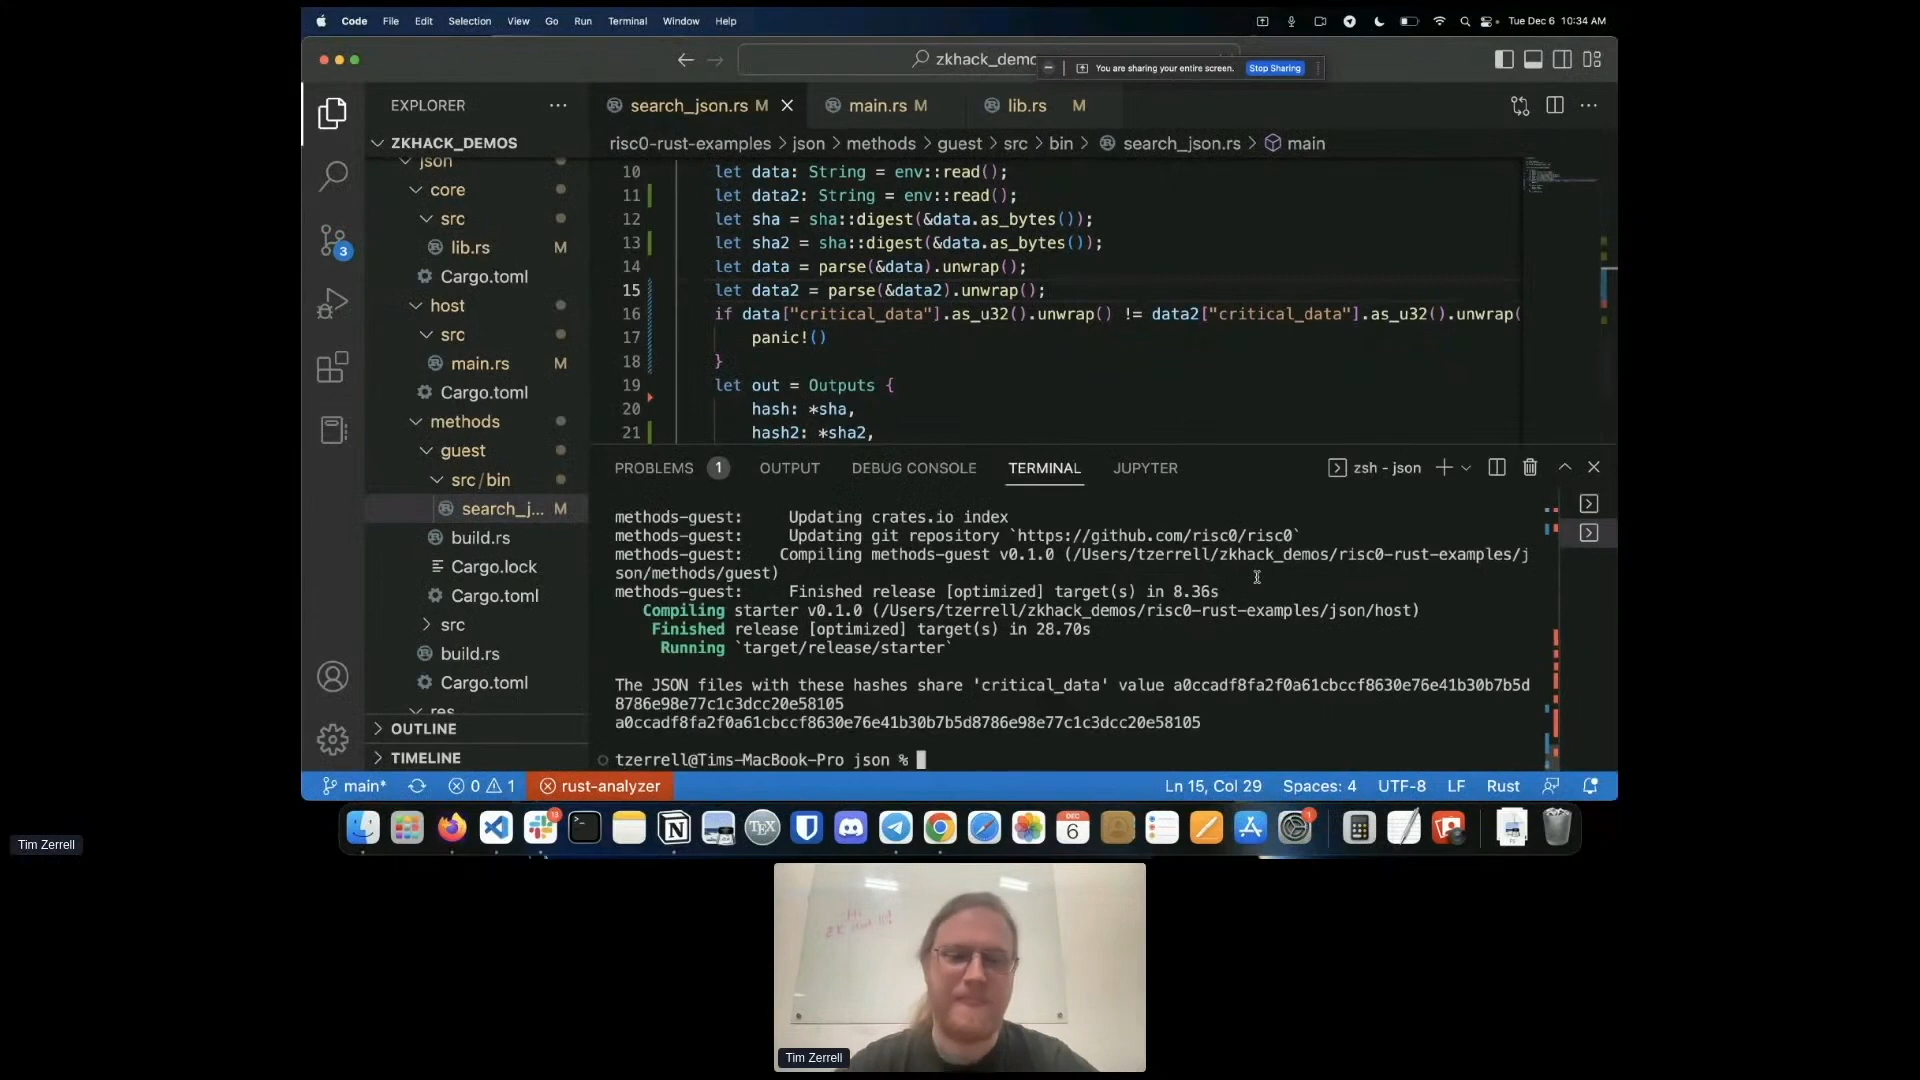 Code File Edit Selection View Go Run Terminal Window Help Tue Dec 6 10:34 AM
zkhack_demo
You are sharing your entire screen. Stop Sharing
EXPLORER
search_json.rs M
main.rs M
lib.rs M
ZKHACK_DEMOS
risc0-rust-examples > json > methods > guest > src > bin > search_json.rs > main
json
core
src
lib.rs M
Cargo.toml
host
src
main.rs M
Cargo.toml
methods
guest
src/bin
search_j... M
build.rs
Cargo.lock
Cargo.toml
src
build.rs
Cargo.toml
res
OUTLINE
TIMELINE
10 let data: String = env::read();
11 let data2: String = env::read();
12 let sha = sha::digest(&data.as_bytes());
13 let sha2 = sha::digest(&data.as_bytes());
14 let data = parse(&data).unwrap();
15 let data2 = parse(&data2).unwrap();
16 if data["critical_data"].as_u32().unwrap() != data2["critical_data"].as_u32().unwrap(
17 panic!()
18 }
19 let out = Outputs {
20 hash: *sha,
21 hash2: *sha2,
PROBLEMS 1 OUTPUT DEBUG CONSOLE TERMINAL JUPYTER zsh - json
methods-guest: Updating crates.io index
methods-guest: Updating git repository `https://github.com/risc0/risc0`
methods-guest: Compiling methods-guest v0.1.0 (/Users/tzerrell/zkhack_demos/risc0-rust-examples/j
son/methods/guest)
methods-guest: Finished release [optimized] target(s) in 8.36s
Compiling starter v0.1.0 (/Users/tzerrell/zkhack_demos/risc0-rust-examples/json/host)
Finished release [optimized] target(s) in 28.70s
Running `target/release/starter`
The JSON files with these hashes share 'critical_data' value a0ccadf8fa2f0a61cbccf8630e76e41b30b7b5d
8786e98e77c1c3dcc20e58105
a0ccadf8fa2f0a61cbccf8630e76e41b30b7b5d8786e98e77c1c3dcc20e58105
tzerrell@Tims-MacBook-Pro json %
3
main* 0 1 rust-analyzer Ln 15, Col 29 Spaces: 4 UTF-8 LF Rust
13
TEX
DEC
6
1
Tim Zerrell
Hi
ZK
Tim Zerrell